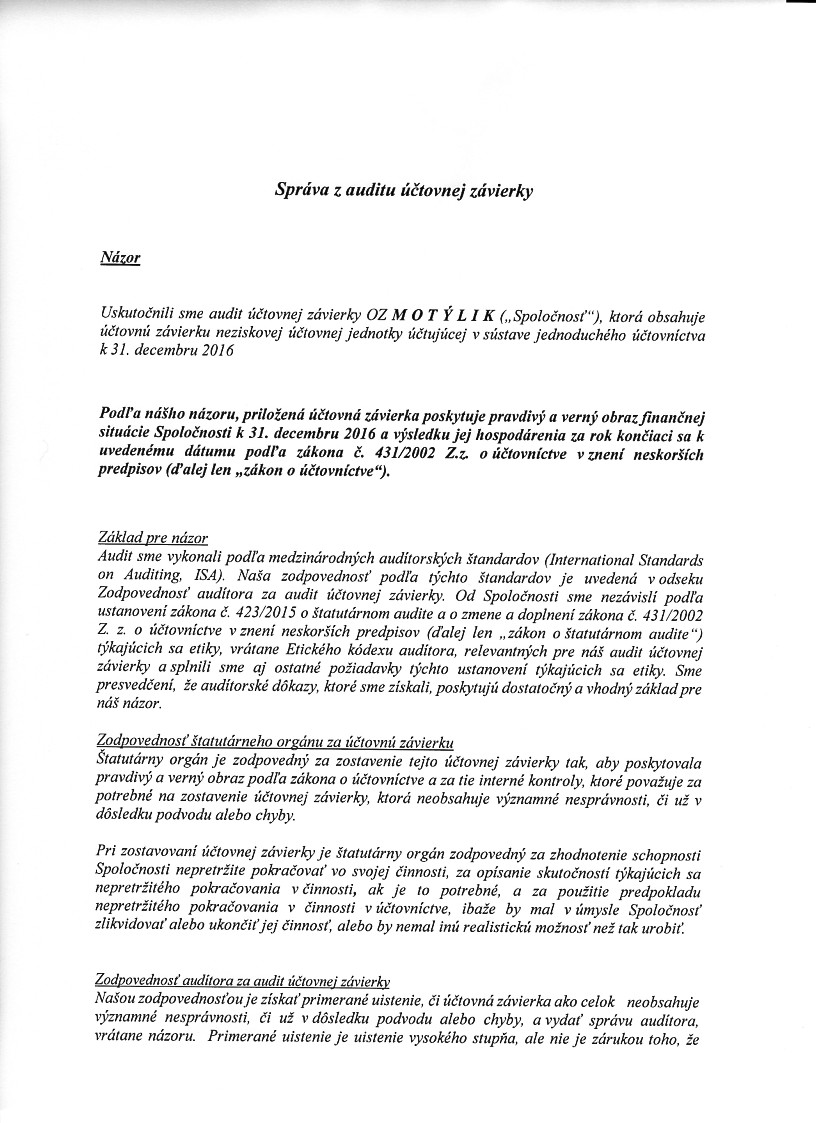 Správa z auditu účtovnej závierky
Názor
Uskutočnili sme audit účtovnej závierky OZ M O T Ý L I K („Spoločnosť“), ktorá obsahuje
účtovnú závierku neziskovej účtovnej jednotky účtujúcej v sústave jednoduchého účtovníctva
k 31. decembru 2016
Podľa nášho názoru, priložená účtovná závierka poskytuje pravdivý a verný obraz finančnej
situácie Spoločnosti k 31. decembru 2016 a výsledku jej hospodárenia za rok končiaci sa k
uvedenému dátumu podľa zákona č. 431/2002 Z.z. o účtovníctve v znení neskorších
predpisov (ďalej len „zákon o účtovníctve“).
Základ pre názor
Audit sme vykonali podľa medzinárodných audítorských štandardov (International Standards
on Auditing, ISA). Naša zodpovednosť podľa týchto štandardov je uvedená v odseku
Zodpovednosť audítora za audit účtovnej závierky. Od Spoločnosti sme nezávislí podľa
ustanovení zákona č. 423/2015 o štatutárnom audite a o zmene a doplnení zákona č. 431/2002
Z. z. o účtovníctve v znení neskorších predpisov (ďalej len „zákon o štatutárnom audite“)
týkajúcich sa etiky, vrátane Etického kódexu audítora, relevantných pre náš audit účtovnej
závierky a splnili sme aj ostatné požiadavky týchto ustanovení týkajúcich sa etiky. Sme
presvedčení, že audítorské dôkazy, ktoré sme získali, poskytujú dostatočný a vhodný základ pre
náš názor.
Zodpovednosť štatutárneho orgánu za účtovnú závierku
Štatutárny orgán je zodpovedný za zostavenie tejto účtovnej závierky tak, aby poskytovala
pravdivý a verný obraz podľa zákona o účtovníctve a za tie interné kontroly, ktoré považuje za
potrebné na zostavenie účtovnej závierky, ktorá neobsahuje významné nesprávnosti, či už v
dôsledku podvodu alebo chyby.
Pri zostavovaní účtovnej závierky je štatutárny orgán zodpovedný za zhodnotenie schopnosti
Spoločnosti nepretržite pokračovať vo svojej činnosti, za opísanie skutočností týkajúcich sa
nepretržitého pokračovania v činnosti, ak je to potrebné, a za použitie predpokladu
nepretržitého pokračovania v činnosti v účtovníctve, ibaže by mal v úmysle Spoločnosť
zlikvidovať alebo ukončiť jej činnosť, alebo by nemal inú realistickú možnosť než tak urobiť.
Zodpovednosť audítora za audit účtovnej závierky
Našou zodpovednosťou je získať primerané uistenie, či účtovná závierka ako celok neobsahuje
významné nesprávnosti, či už v dôsledku podvodu alebo chyby, a vydať správu audítora,
vrátane názoru. Primerané uistenie je uistenie vysokého stupňa, ale nie je zárukou toho, že